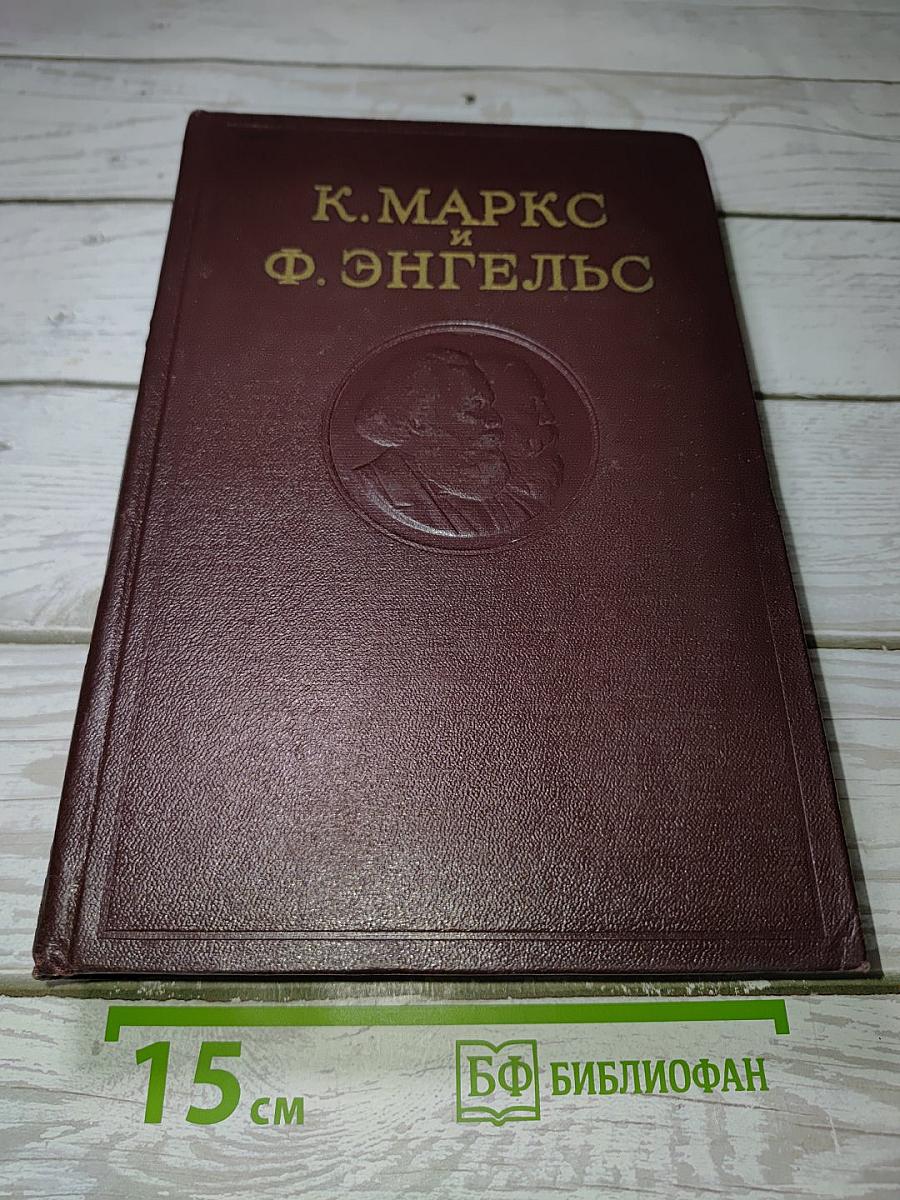 К. МАРКС
и
Ф. ЭНГЕЛЬС
15 см
БФ БИБЛИОФАН